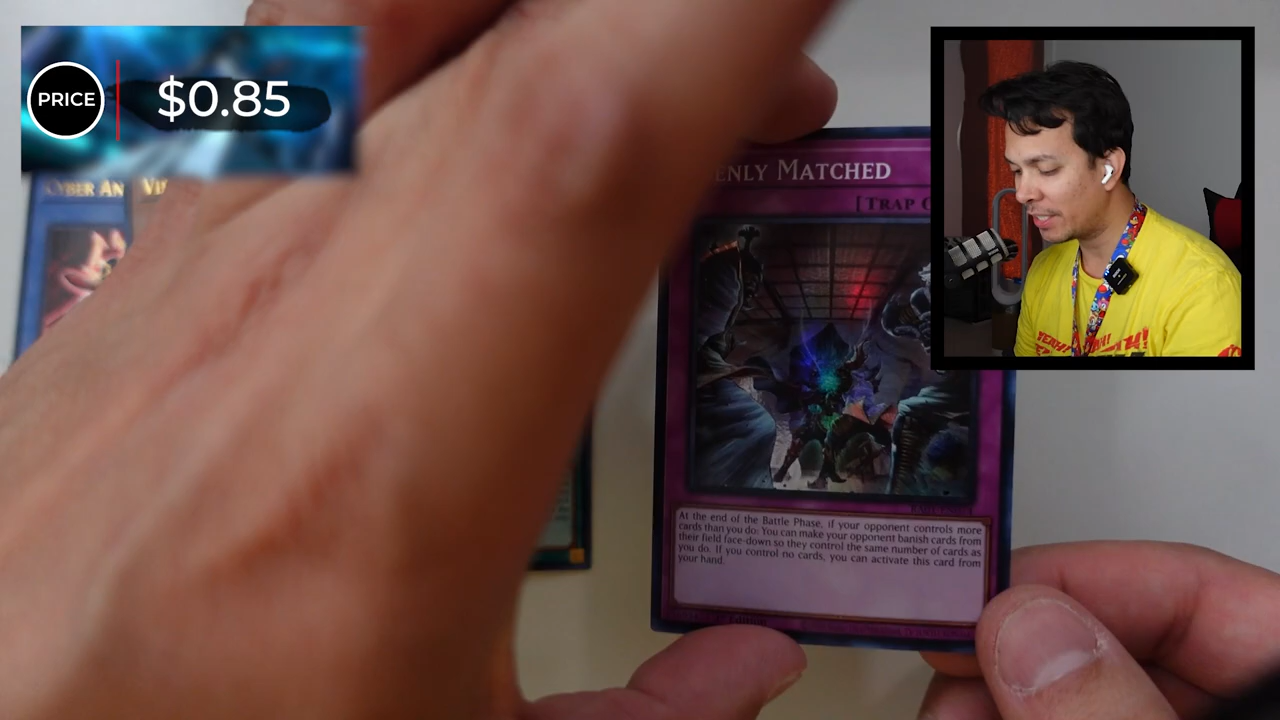 PRICE
$0.85
CYBER AN
ENLY MATCHED
[TRAP
At the end of the Battle Phase, if your opponent controls more
cards than you do: You can make your opponent banish cards from
their field face-down so they control the same number of cards as
you do. If you control no cards, you can activate this card from
your hand.
Edition